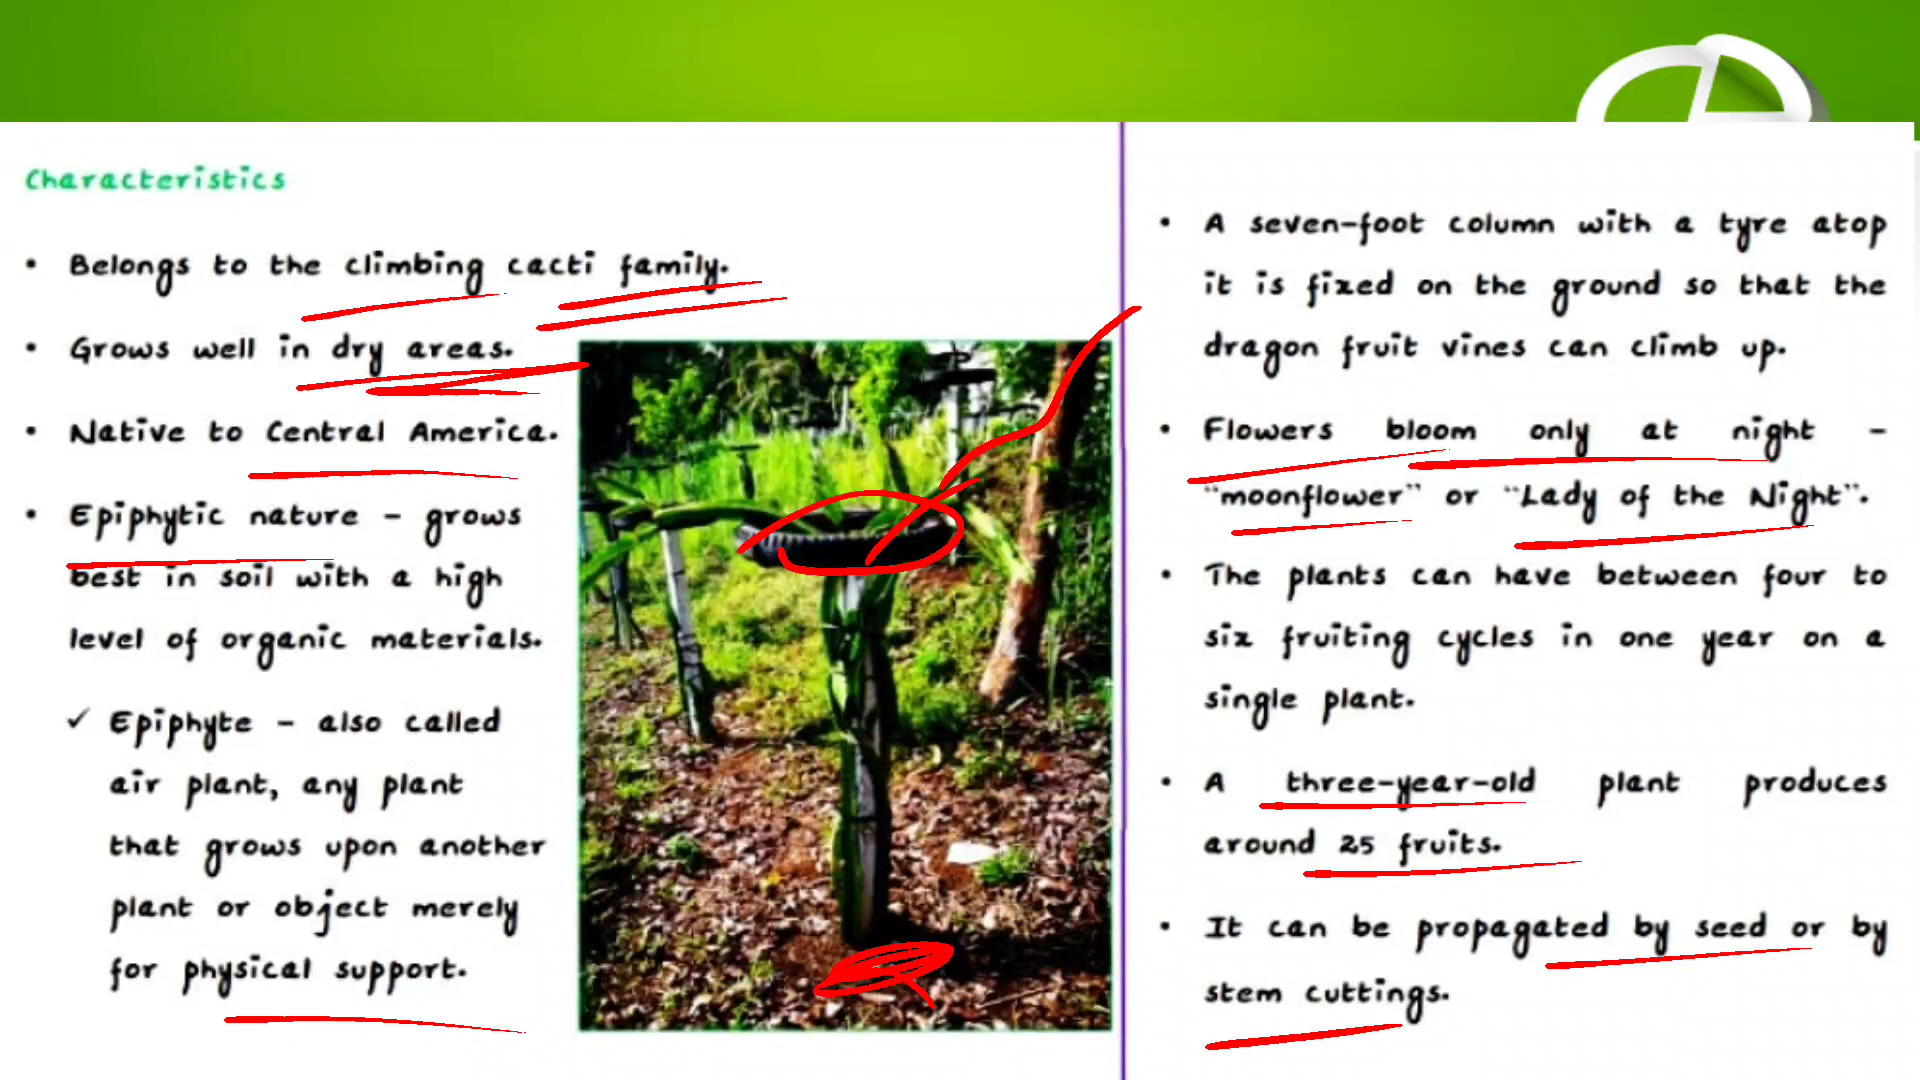 Characteristics
• Belongs to the climbing cacti family.
• Grows well in dry areas.
• Native to Central America.
• Epiphytic nature – grows
best in soil with a high
level of organic materials.
✓ Epiphyte – also called
air plant, any plant
that grows upon another
plant or object merely
for physical support.
• A seven-foot column with a tyre atop
it is fixed on the ground so that the
dragon fruit vines can climb up.
• Flowers bloom only at night –
“moonflower” or “Lady of the Night”.
• The plants can have between four to
six fruiting cycles in one year on a
single plant.
• A three-year-old plant produces
around 25 fruits.
• It can be propagated by seed or by
stem cuttings.